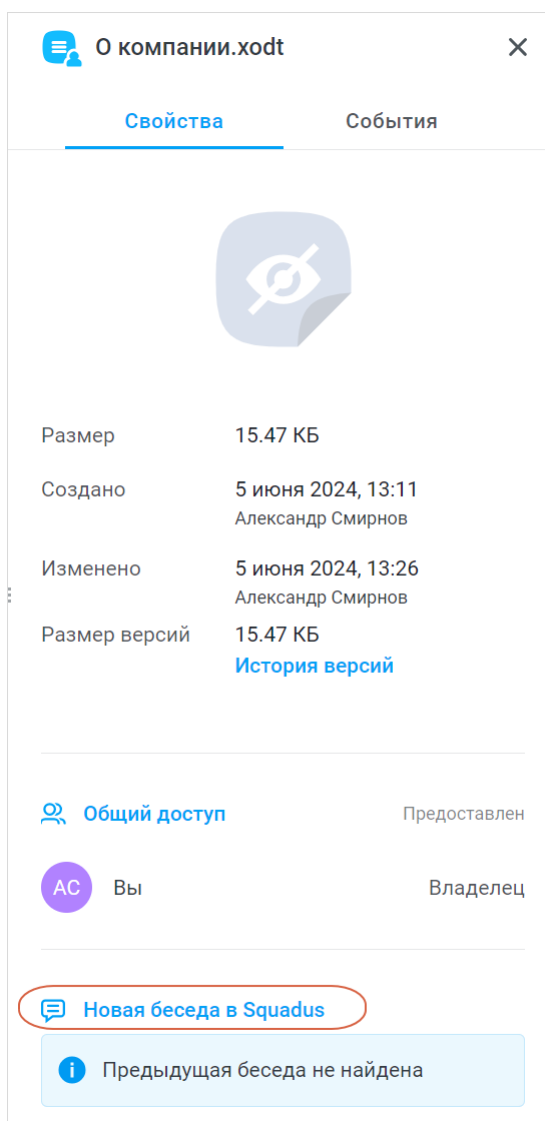 О компании.xodt
Свойства События
Размер 15.47 КБ
Создано 5 июня 2024, 13:11
Александр Смирнов
Изменено 5 июня 2024, 13:26
Александр Смирнов
Размер версий 15.47 КБ
История версий
Общий доступ Предоставлен
АС Вы Владелец
Новая беседа в Squadus
Предыдущая беседа не найдена